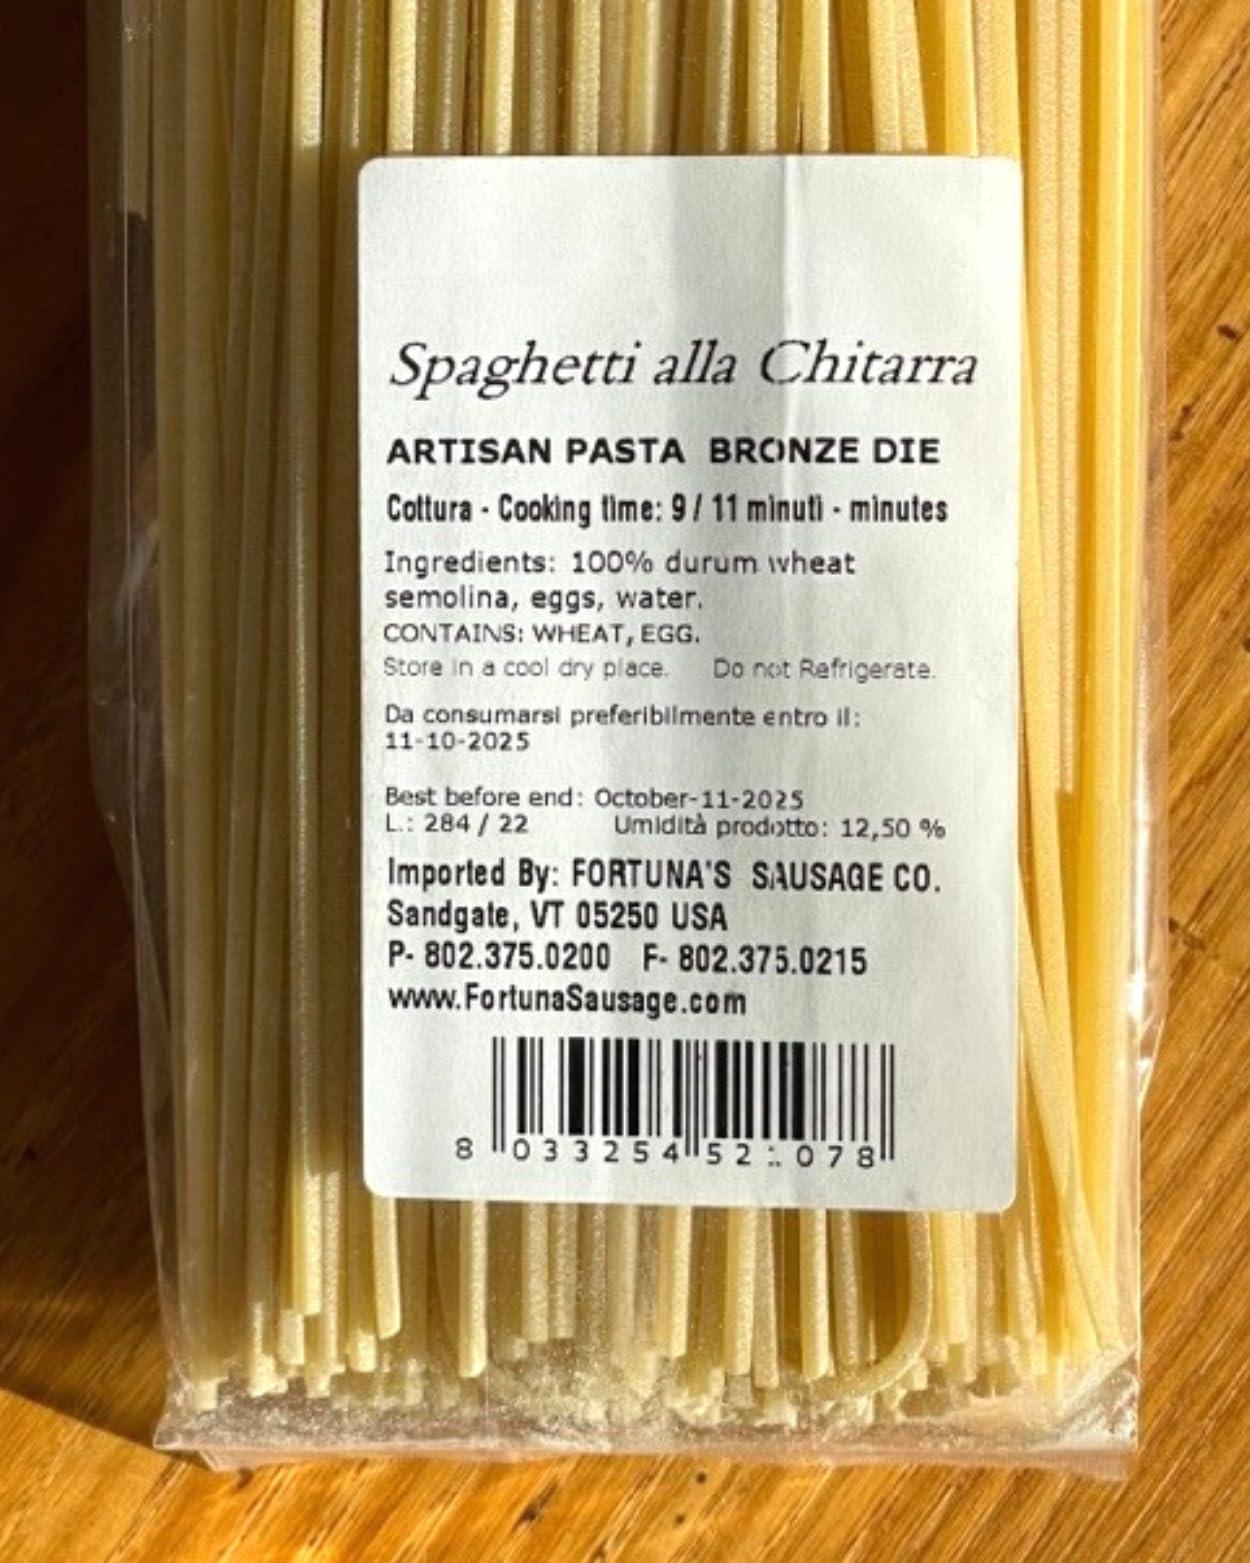 Spaghetti alla Chitarra
ARTISAN PASTA BRONZE DIE
Cottura - Cooking time: 9 / 11 minuti - minutes
Ingredients: 100% durum wheat
semolina, eggs, water.
CONTAINS: WHEAT, EGG.
Store in a cool dry place. Do not Refrigerate.
Da consumarsi preferibilmente entro il:
11-10-2025
Best before end: October-11-2025
L.: 284 / 22 Umidità prodotto: 12,50 %
Imported By: FORTUNA'S SAUSAGE CO.
Sandgate, VT 05250 USA
P- 802.375.0200 F- 802.375.0215
www.FortunaSausage.com
8 033254